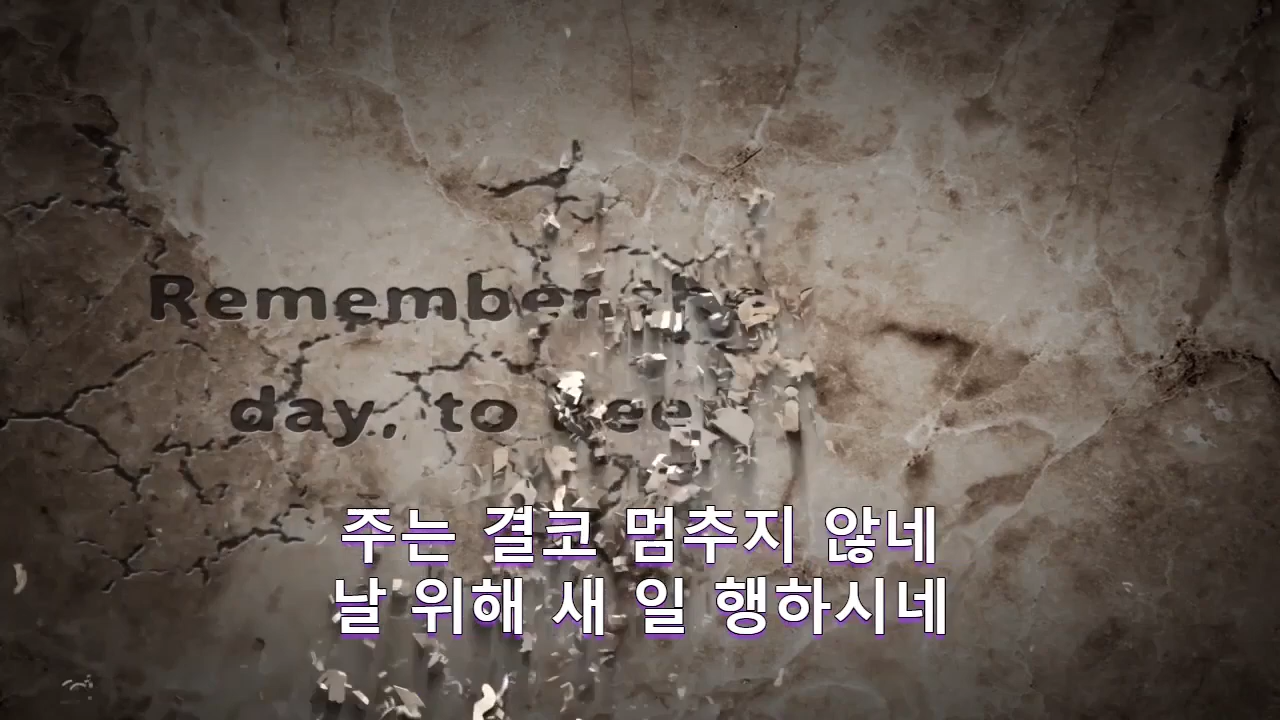 Remember the
day, to
주는 결코 멈추지 않네
날 위해 새 일 행하시네